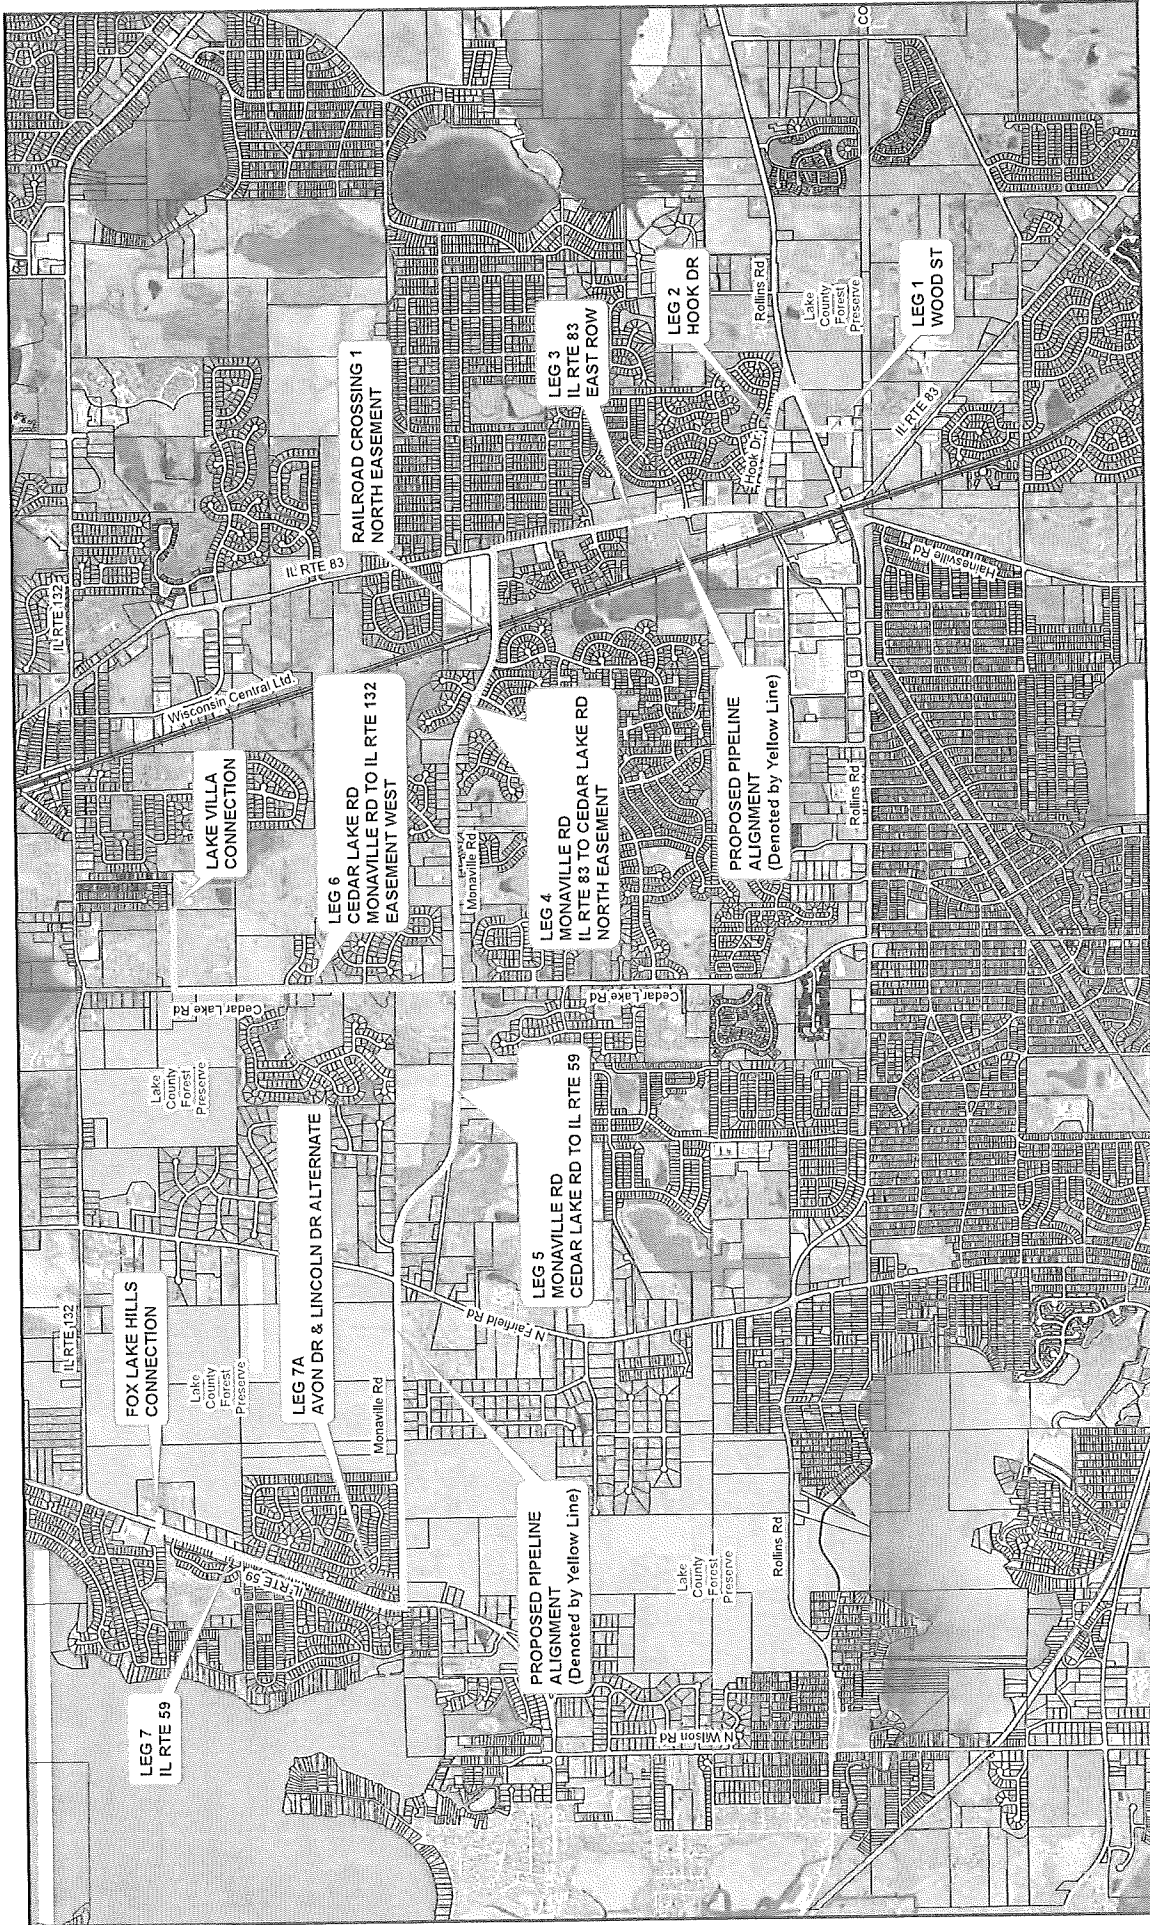 FOX LAKE HILLS
CONNECTION
LEG 7
IL RTE 59
IL RTE 132
Lake
County
Forest
Preserve
LEG 7A
AVON DR & LINCOLN DR ALTERNATE
Monaville Rd
IL RTE 59
PROPOSED PIPELINE
ALIGNMENT
(Denoted by Yellow Line)
N Wilson Rd
Lake
County
Forest
Preserve
Rollins Rd
N Fairfield Rd
Lake
County
Forest
Preserve
Cedar Lake Rd
LEG 5
MONAVILLE RD
CEDAR LAKE RD TO IL RTE 59
Cedar Lake Rd
LAKE VILLA
CONNECTION
LEG 6
CEDAR LAKE RD
MONAVILLE RD TO IL RTE 132
EASEMENT WEST
Monaville Rd
LEG 4
MONAVILLE RD
IL RTE 83 TO CEDAR LAKE RD
NORTH EASEMENT
PROPOSED PIPELINE
ALIGNMENT
(Denoted by Yellow Line)
Rollins Rd
Wisconsin Central Ltd.
IL RTE 132
IL RTE 83
RAILROAD CROSSING 1
NORTH EASEMENT
LEG 3
IL RTE 83
EAST ROW
LEG 2
HOOK DR
Hook Dr
Rollins Rd
Lake
County
Forest
Preserve
LEG 1
WOOD ST
IL RTE 83
Hainesville Rd
CO